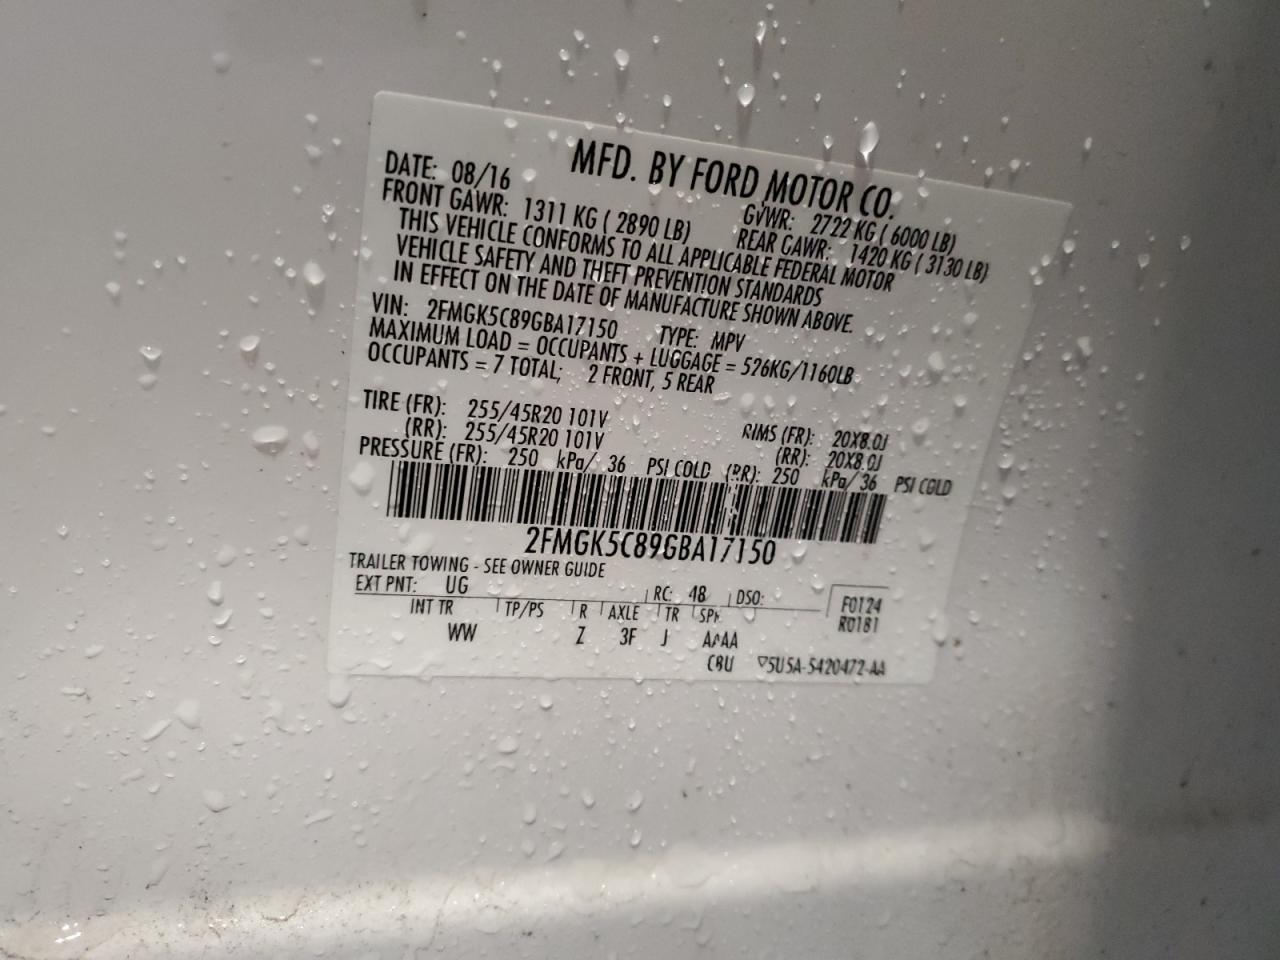 MFD. BY FORD MOTOR CO.
DATE: 08/16 GVWR: 2722 KG ( 6000 LB)
FRONT GAWR: 1311 KG ( 2890 LB) REAR GAWR: 1420 KG ( 3130 LB)
THIS VEHICLE CONFORMS TO ALL APPLICABLE FEDERAL MOTOR
VEHICLE SAFETY AND THEFT PREVENTION STANDARDS
IN EFFECT ON THE DATE OF MANUFACTURE SHOWN ABOVE.
VIN: 2FMGK5C89GBA17150 TYPE: MPV
MAXIMUM LOAD = OCCUPANTS + LUGGAGE = 526KG/1160LB
OCCUPANTS = 7 TOTAL; 2 FRONT, 5 REAR
TIRE (FR): 255/45R20 101V RIMS (FR): 20X8.0J
(RR): 255/45R20 101V (RR): 20X8.0J
PRESSURE (FR): 250 kPa/ 36 PSI COLD (RR): 250 kPa/ 36 PSI COLD
2FMGK5C89GBA17150
TRAILER TOWING - SEE OWNER GUIDE
EXT PNT: UG RC: 48 DSO: F0124
INT TR TP/PS R AXLE TR SPR R0181
WW Z 3F J AAAA
CBU ▽5U5A-5420472-AA